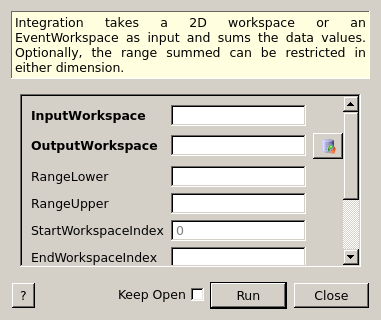 Integration takes a 2D workspace or an
EventWorkspace as input and sums the data values.
Optionally, the range summed can be restricted in
either dimension.
InputWorkspace
OutputWorkspace
RangeLower
RangeUpper
StartWorkspaceIndex 0
EndWorkspaceIndex
? Keep Open Run Close